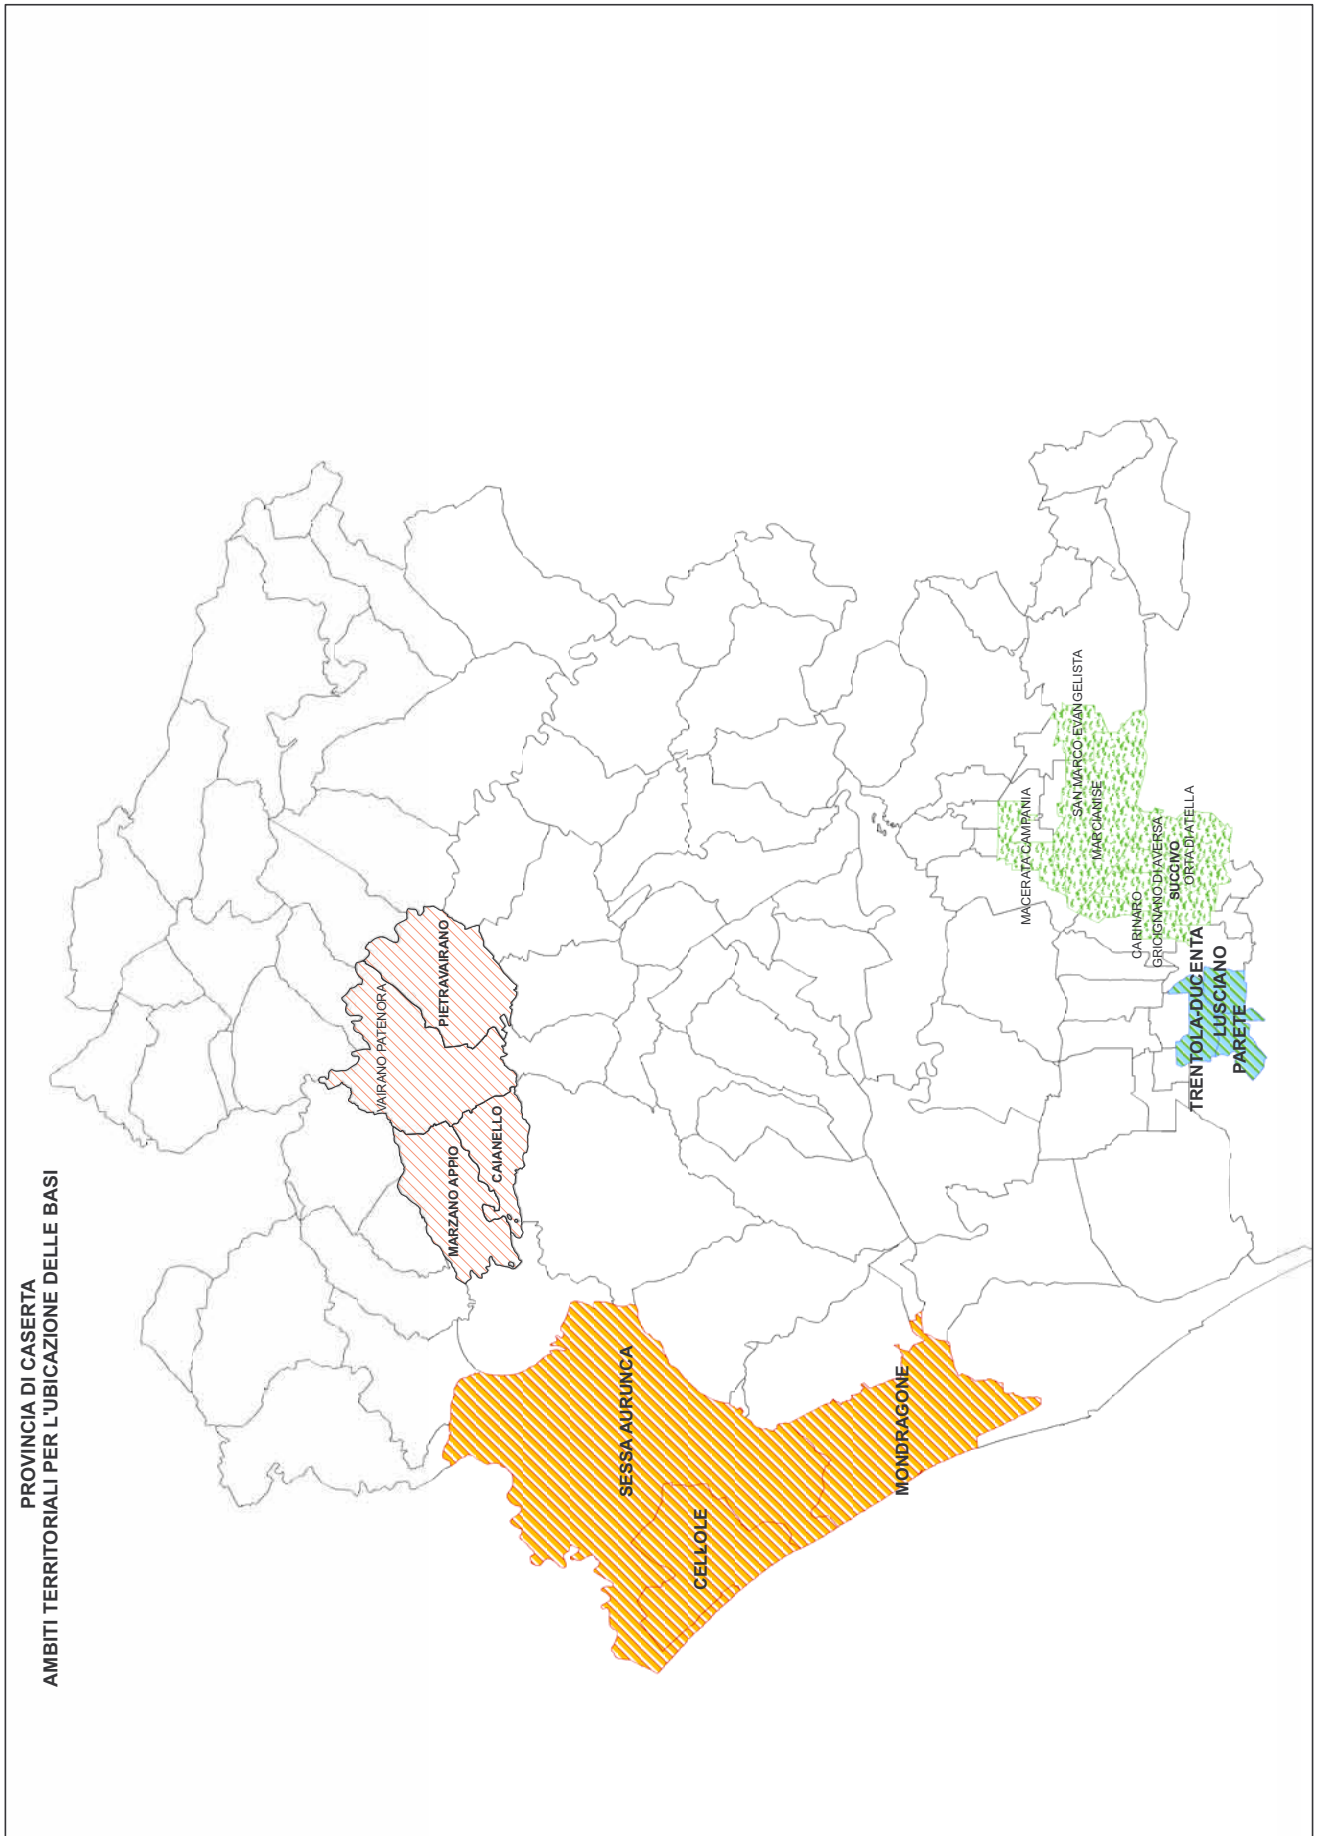 PROVINCIA DI CASERTA
AMBITI TERRITORIALI PER L'UBICAZIONE DELLE BASI
VAIRANO PATENORA
PIETRAVAIRANO
MARZANO APPIO
CAIANELLO
SESSA AURUNCA
CELLOLE
MONDRAGONE
MACERATA CAMPANIA
SAN MARCO EVANGELISTA
MARCIANISE
CARINARO
GRICIGNANO DI AVERSA
SUCCIVO
ORTA DI ATELLA
TRENTOLA-DUCENTA
LUSCIANO
PARETE